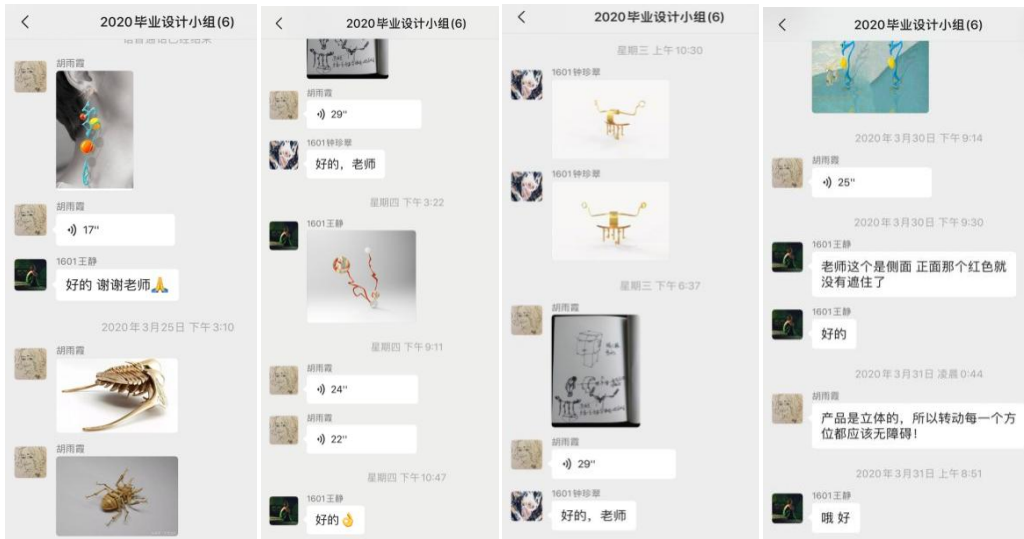 2020毕业设计小组(6)
胡雨霞
胡雨霞
17"
1601王静
好的 谢谢老师🙏
2020年3月25日 下午3:10
胡雨霞
胡雨霞
2020毕业设计小组(6)
胡雨霞
29"
1601钟珍翠
好的，老师
星期四 下午3:22
1601王静
星期四 下午9:11
胡雨霞
24"
胡雨霞
22"
星期四 下午10:47
1601王静
好的👌
2020毕业设计小组(6)
星期三 上午10:30
1601钟珍翠
1601钟珍翠
星期三 下午6:37
胡雨霞
胡雨霞
29"
1601钟珍翠
好的，老师
2020毕业设计小组(6)
2020年3月30日 下午9:14
胡雨霞
25"
2020年3月30日 下午9:30
1601王静
老师这个是侧面 正面那个红色就
没有遮住了
1601王静
好的
2020年3月31日 凌晨0:44
胡雨霞
产品是立体的，所以转动每一个方
位都应该无障碍！
2020年3月31日 上午8:51
1601王静
哦 好